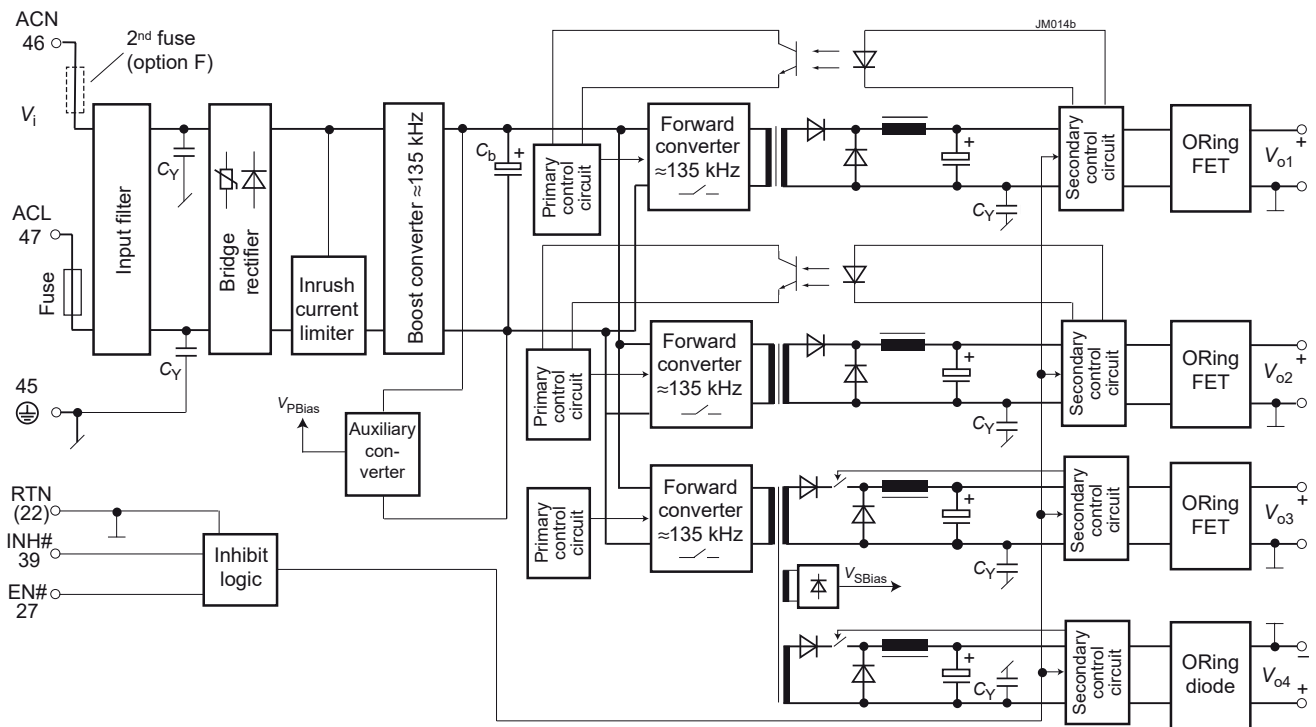 ACN
46
2nd fuse
(option F)
Vi
ACL
47
Fuse
45
Input filter
CY
CY
Bridge
rectifier
Inrush
current
limiter
Boost converter ≈135 kHz
Cb
+
VPBias
Auxiliary
con-
verter
RTN
(22)
INH#
39
EN#
27
Inhibit
logic
JM014b
Primary
control
circuit
Forward
converter
≈135 kHz
+
CY
Secondary
control
circuit
ORing
FET
+
Vo1
Primary
control
circuit
Forward
converter
≈135 kHz
+
CY
Secondary
control
circuit
ORing
FET
+
Vo2
Primary
control
circuit
Forward
converter
≈135 kHz
+
CY
Secondary
control
circuit
ORing
FET
+
Vo3
VSBias
+
CY
Secondary
control
circuit
ORing
diode
–
Vo4
+